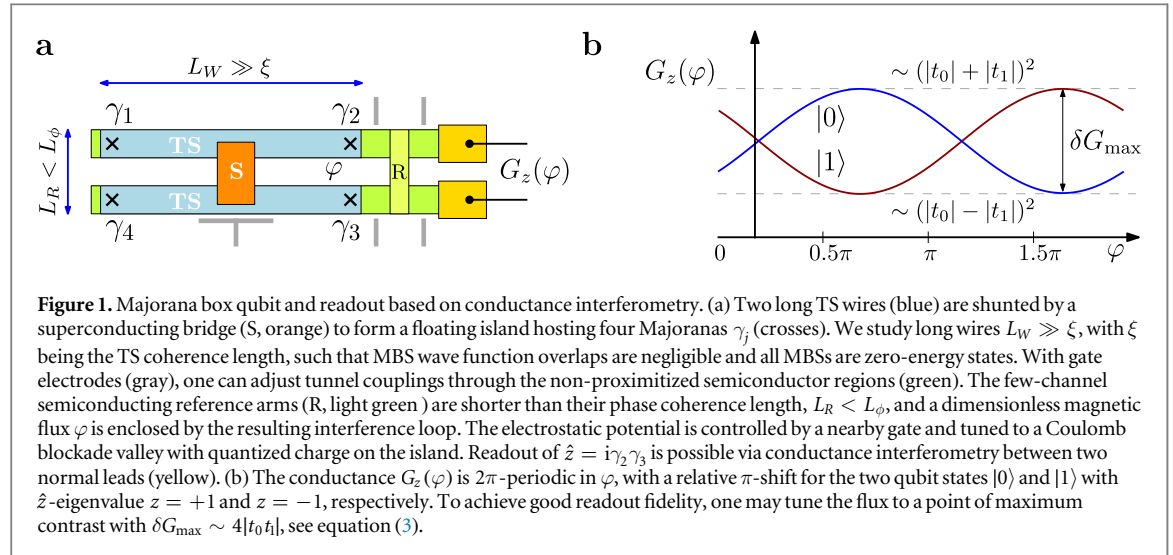 a
L_W ≫ ξ
γ₁
γ₂
L_R < L_ϕ
TS
S
φ
R
G_z(φ)
TS
γ₄
γ₃
b
G_z(φ)
∼ (|t₀| + |t₁|)²
|0⟩
|1⟩
δG_max
∼ (|t₀| − |t₁|)²
0
0.5π
π
1.5π
φ
Figure 1. Majorana box qubit and readout based on conductance interferometry. (a) Two long TS wires (blue) are shunted by a
superconducting bridge (S, orange) to form a floating island hosting four Majoranas γ_j (crosses). We study long wires L_W ≫ ξ, with ξ
being the TS coherence length, such that MBS wave function overlaps are negligible and all MBSs are zero-energy states. With gate
electrodes (gray), one can adjust tunnel couplings through the non-proximitized semiconductor regions (green). The few-channel
semiconducting reference arms (R, light green ) are shorter than their phase coherence length, L_R < L_ϕ, and a dimensionless magnetic
flux φ is enclosed by the resulting interference loop. The electrostatic potential is controlled by a nearby gate and tuned to a Coulomb
blockade valley with quantized charge on the island. Readout of ẑ = iγ₂γ₃ is possible via conductance interferometry between two
normal leads (yellow). (b) The conductance G_z(φ) is 2π-periodic in φ, with a relative π-shift for the two qubit states |0⟩ and |1⟩ with
ẑ-eigenvalue z = +1 and z = −1, respectively. To achieve good readout fidelity, one may tune the flux to a point of maximum
contrast with δG_max ∼ 4|t₀t₁|, see equation (3).